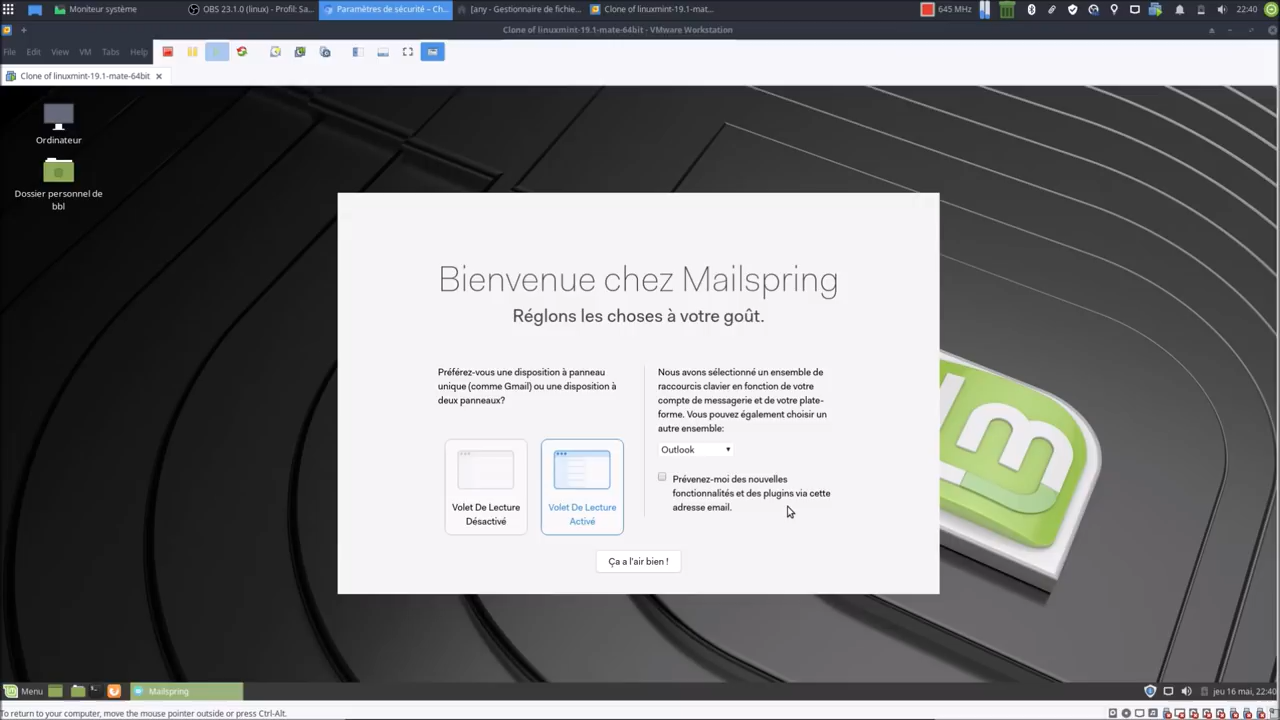 Moniteur système
OBS 23.1.0 (linux) - Profil: Sa...
Paramètres de sécurité – Ch...
[any - Gestionnaire de fichie...
Clone of linuxmint-19.1-mate...
645 MHz
22:40
Clone of linuxmint-19.1-mate-64bit - VMware Workstation
File Edit View VM Tabs Help
Clone of linuxmint-19.1-mate-64bit
Ordinateur
Dossier personnel de
bbl
Bienvenue chez Mailspring
Réglons les choses à votre goût.
Préférez-vous une disposition à panneau
unique (comme Gmail) ou une disposition à
deux panneaux?
Volet De Lecture
Désactivé
Volet De Lecture
Activé
Nous avons sélectionné un ensemble de
raccourcis clavier en fonction de votre
compte de messagerie et de votre plate-
forme. Vous pouvez également choisir un
autre ensemble:
Outlook
Prévenez-moi des nouvelles
fonctionnalités et des plugins via cette
adresse email.
Ça a l'air bien !
Menu
Mailspring
jeu 16 mai, 22:40
To return to your computer, move the mouse pointer outside or press Ctrl-Alt.